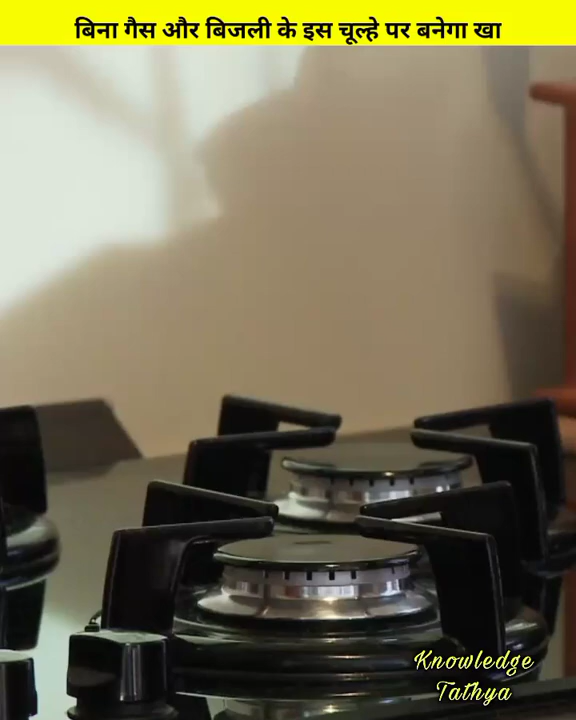 बिना गैस और बिजली के इस चूल्हे पर बनेगा खा
Knowledge
Tathya